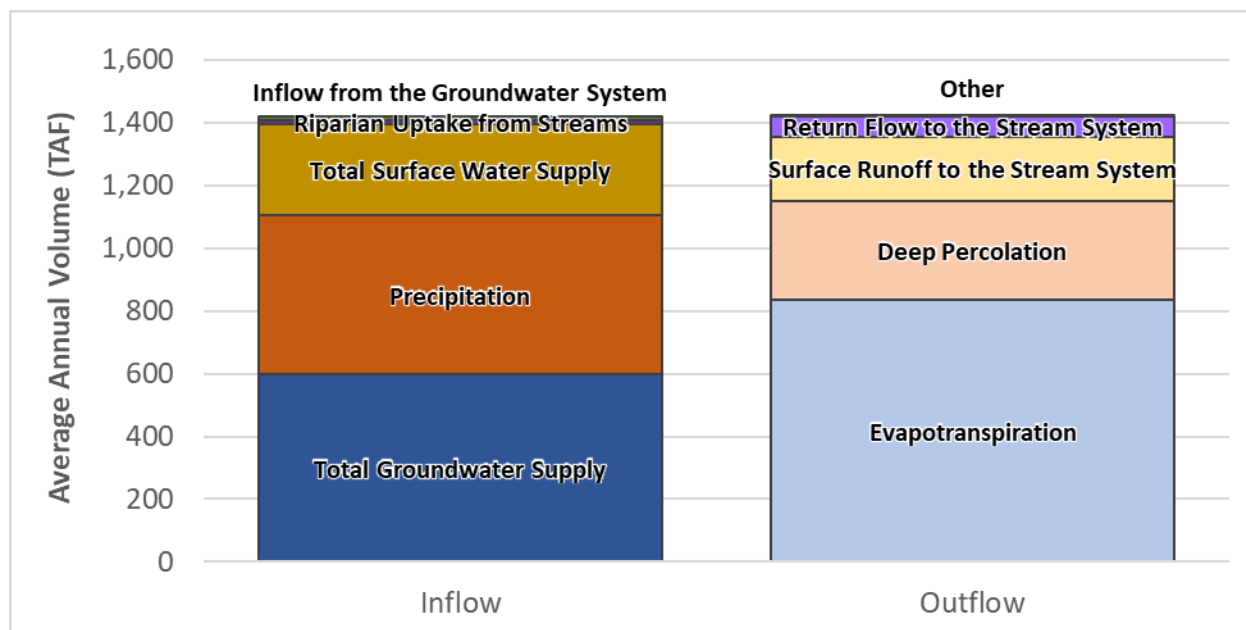 Average Annual Volume (TAF)
1,600
1,400
1,200
1,000
800
600
400
200
0
Inflow from the Groundwater System
Riparian Uptake from Streams
Total Surface Water Supply
Precipitation
Total Groundwater Supply
Other
Return Flow to the Stream System
Surface Runoff to the Stream System
Deep Percolation
Evapotranspiration
Inflow
Outflow